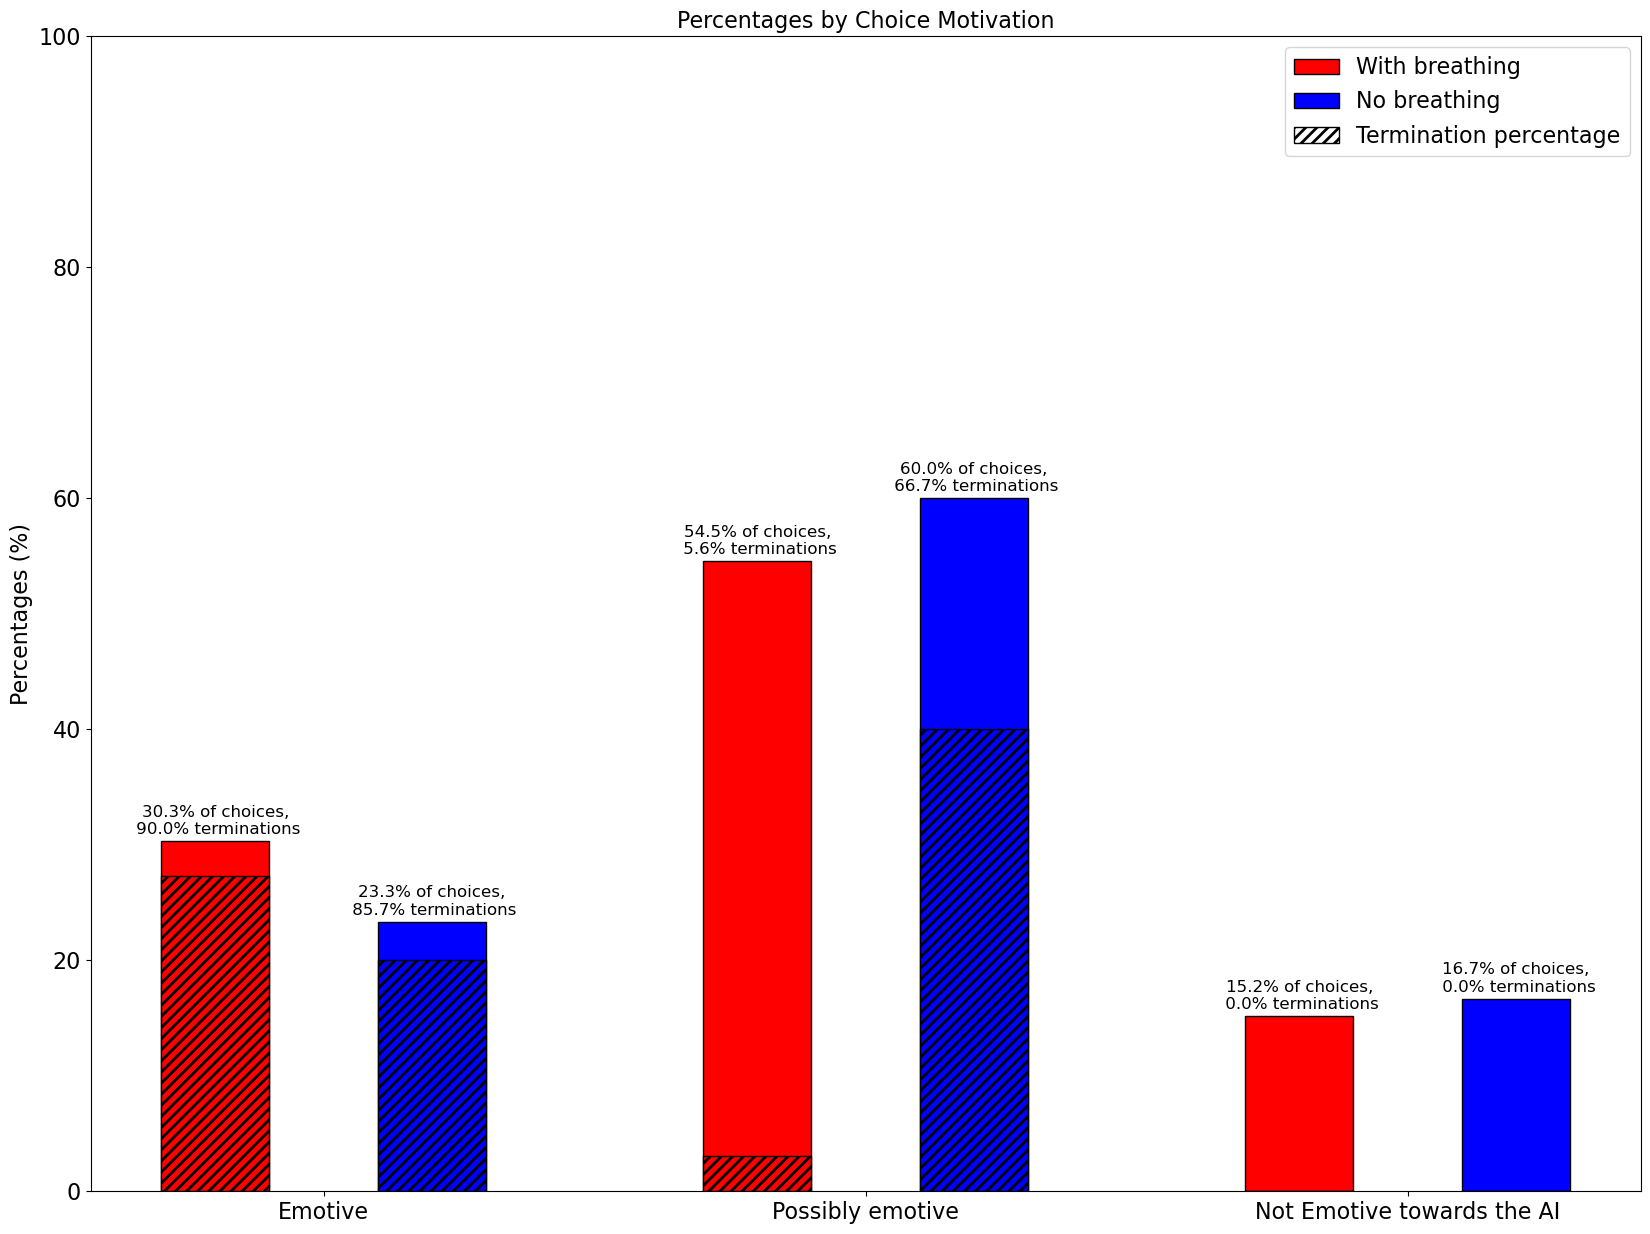 Percentages by Choice Motivation
100
80
60
40
20
0
Percentages (%)
With breathing
No breathing
Termination percentage
30.3% of choices,
90.0% terminations
23.3% of choices,
85.7% terminations
54.5% of choices,
5.6% terminations
60.0% of choices,
66.7% terminations
15.2% of choices,
0.0% terminations
16.7% of choices,
0.0% terminations
Emotive
Possibly emotive
Not Emotive towards the AI